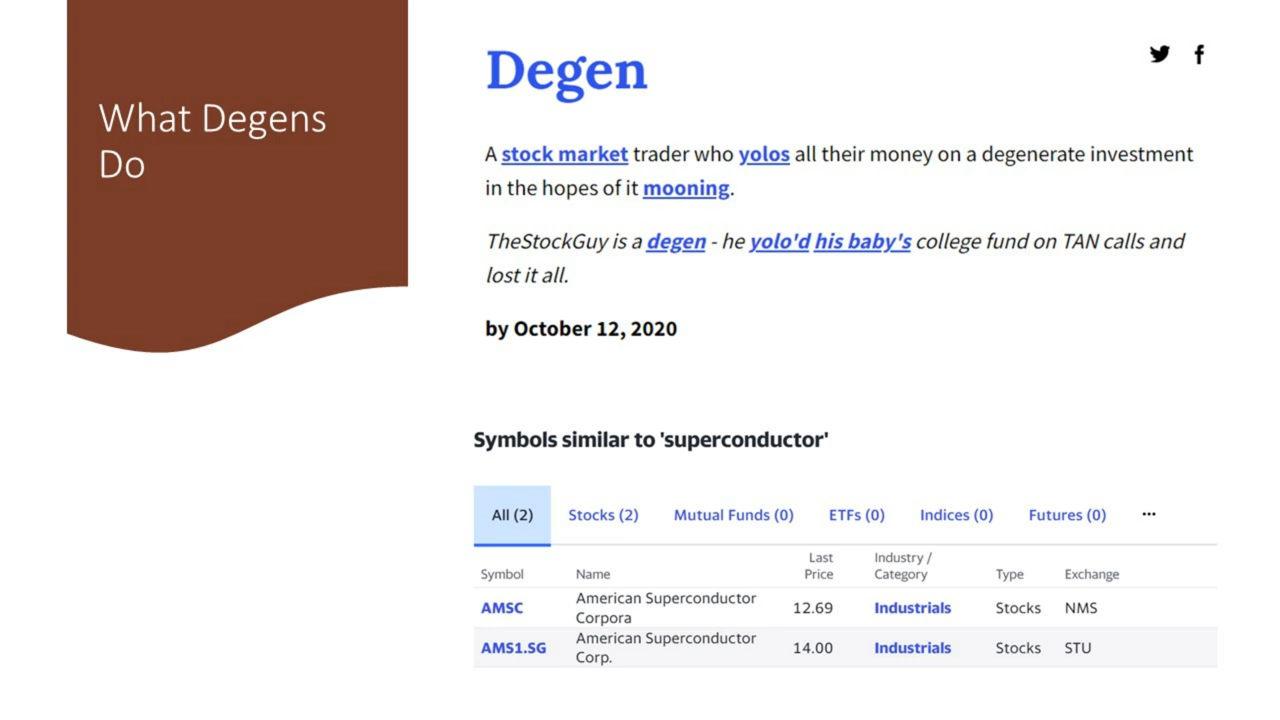 What Degens
Do
Degen
A stock market trader who yolos all their money on a degenerate investment
in the hopes of it mooning.
TheStockGuy is a degen - he yolo'd his baby's college fund on TAN calls and
lost it all.
by October 12, 2020
Symbols similar to 'superconductor'
All (2) Stocks (2) Mutual Funds (0) ETFs (0) Indices (0) Futures (0) ...
Symbol Name Last Price Industry / Category Type Exchange
AMSC American Superconductor Corpora 12.69 Industrials Stocks NMS
AMS1.SG American Superconductor Corp. 14.00 Industrials Stocks STU